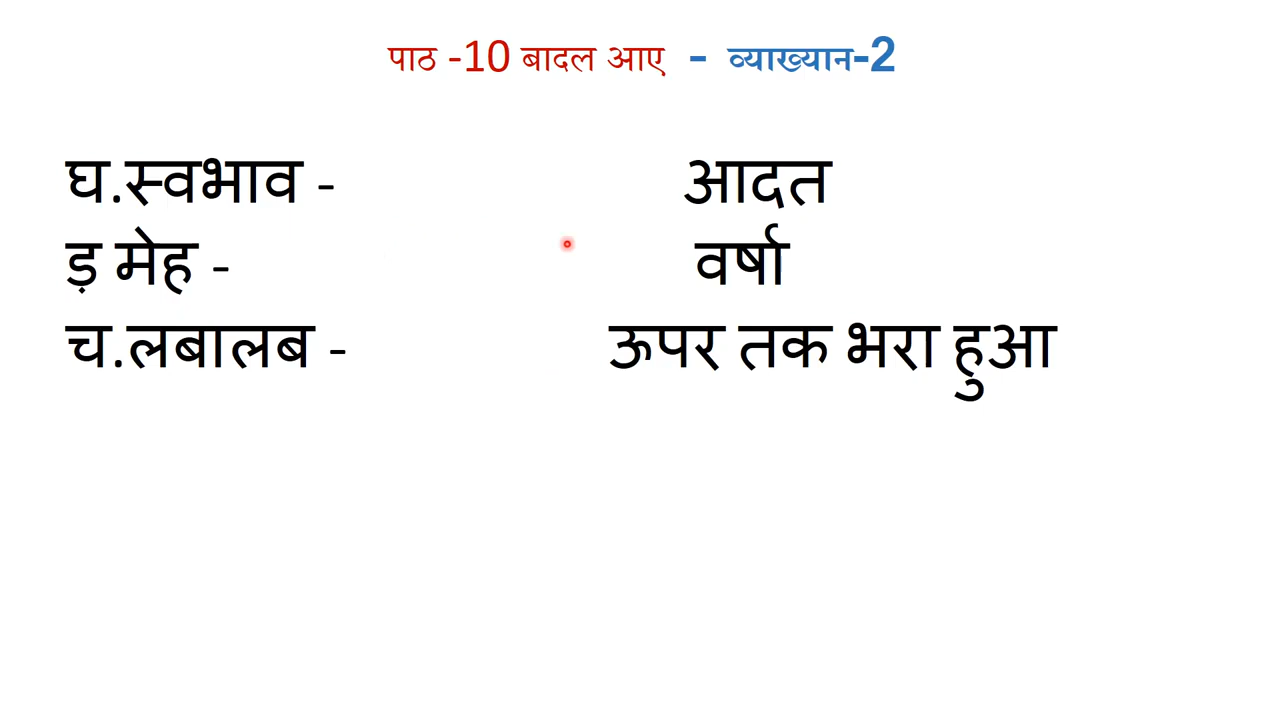 पाठ -10 बादल आए - व्याख्यान-2
घ.स्वभाव - आदत
ड़ मेह - वर्षा
च.लबालब - ऊपर तक भरा हुआ